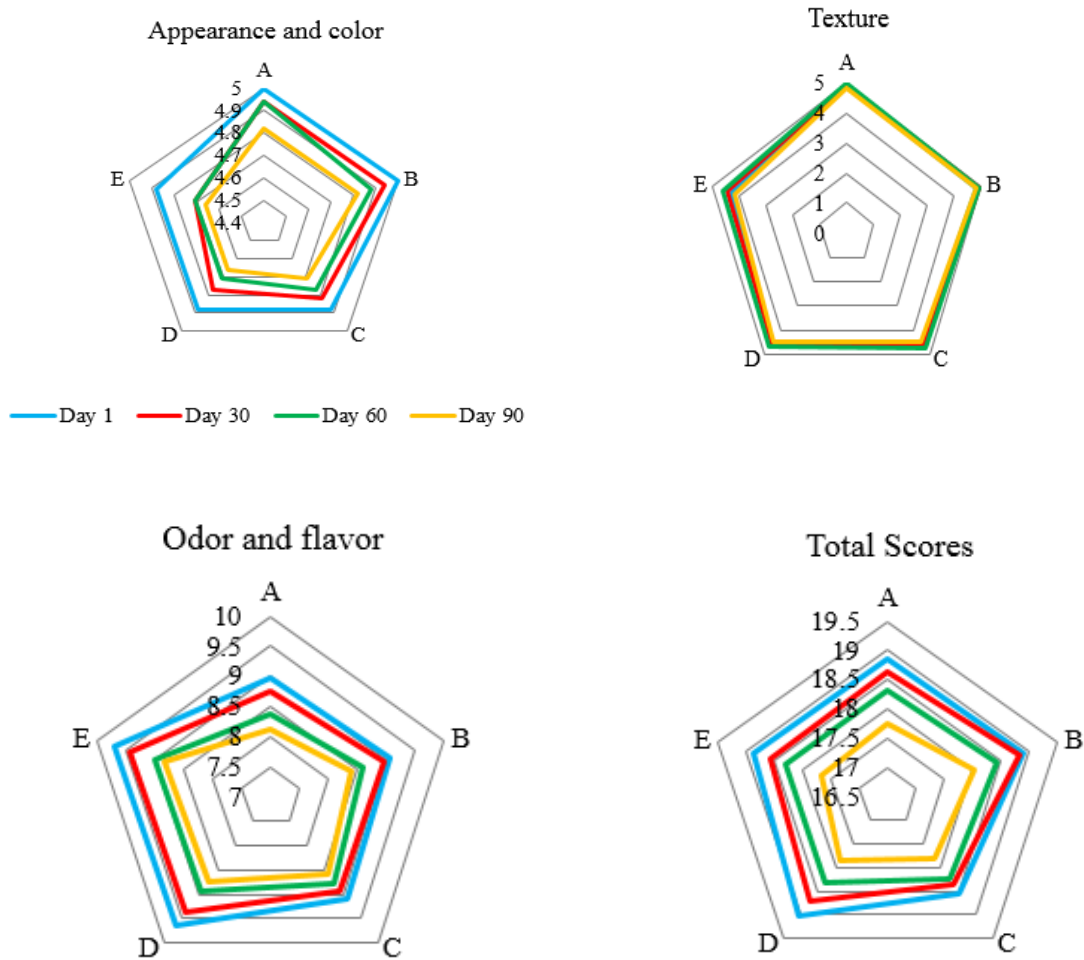 Appearance and color
A
5
4.9
4.8
4.7
4.6
4.5
4.4
B
C
D
E
Texture
A
5
4
3
2
1
0
B
C
D
E
Day 1 Day 30 Day 60 Day 90
Odor and flavor
A
10
9.5
9
8.5
8
7.5
7
B
C
D
E
Total Scores
A
19.5
19
18.5
18
17.5
17
16.5
B
C
D
E